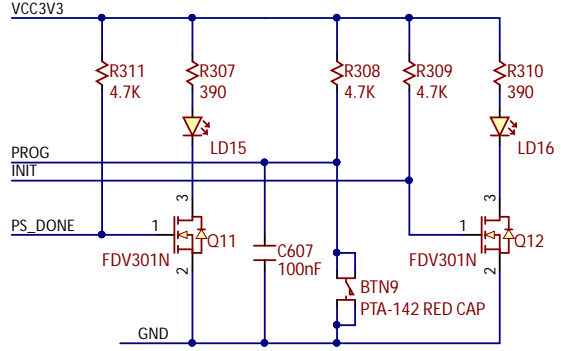 VCC3V3
R311
4.7K
R307
390
R308
4.7K
R309
4.7K
R310
390
LD15
LD16
PROG
INIT
PS_DONE
1
3
2
Q11
FDV301N
C607
100nF
1
3
2
Q12
FDV301N
BTN9
PTA-142 RED CAP
GND